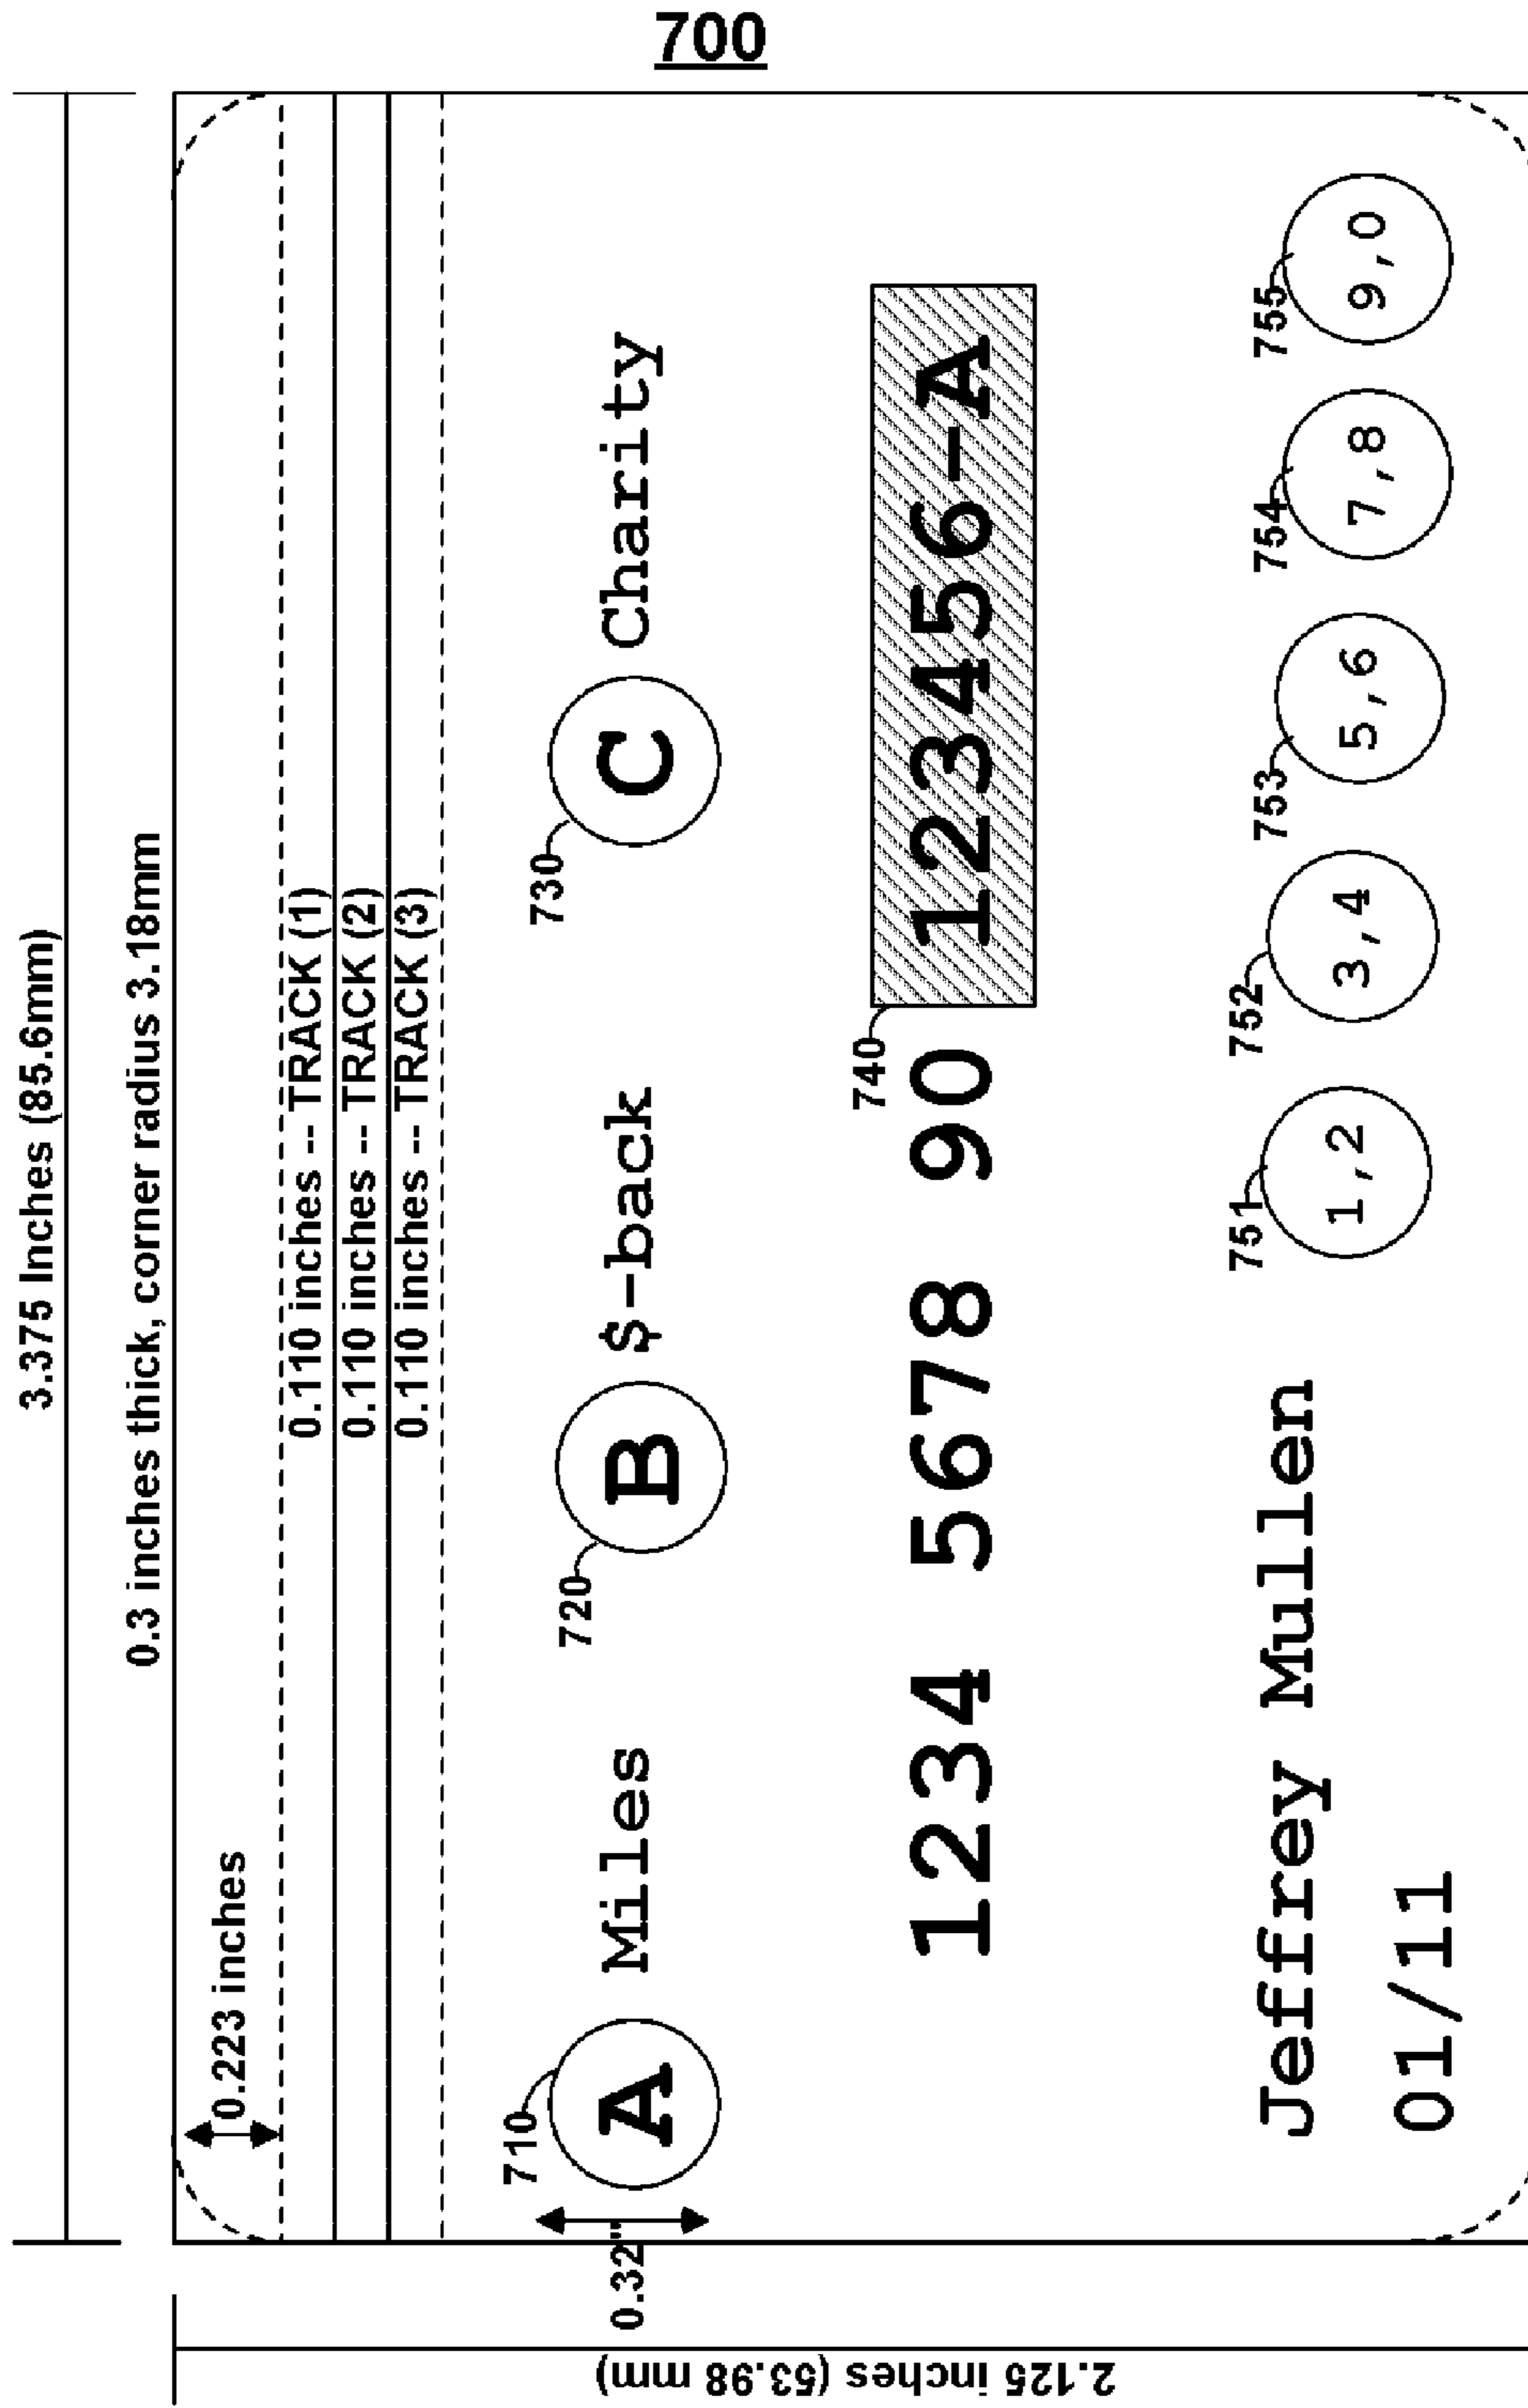 700
3.375 Inches (85.6mm)
0.3 inches thick, corner radius 3.18mm
0.223 inches
0.110 inches -- TRACK (1)
0.110 inches -- TRACK (2)
0.110 inches -- TRACK (3)
710
720
730
0.32"
A Miles
B $-back
C Charity
740
1234 5678 90 123456-A
751
752
753
754
755
Jeffrey Mullen
1,2
3,4
5,6
7,8
9,0
01/11
2.125 inches (53.98 mm)